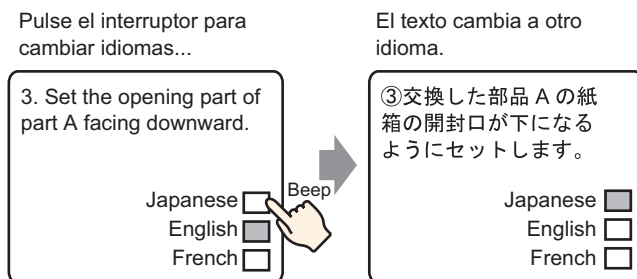 Pulse el interruptor para
cambiar idiomas...
3. Set the opening part of
part A facing downward.
Japanese
English
French
Beep
El texto cambia a otro
idioma.
③交換した部品 A の紙
箱の開封口が下になる
ようにセットします。
Japanese
English
French